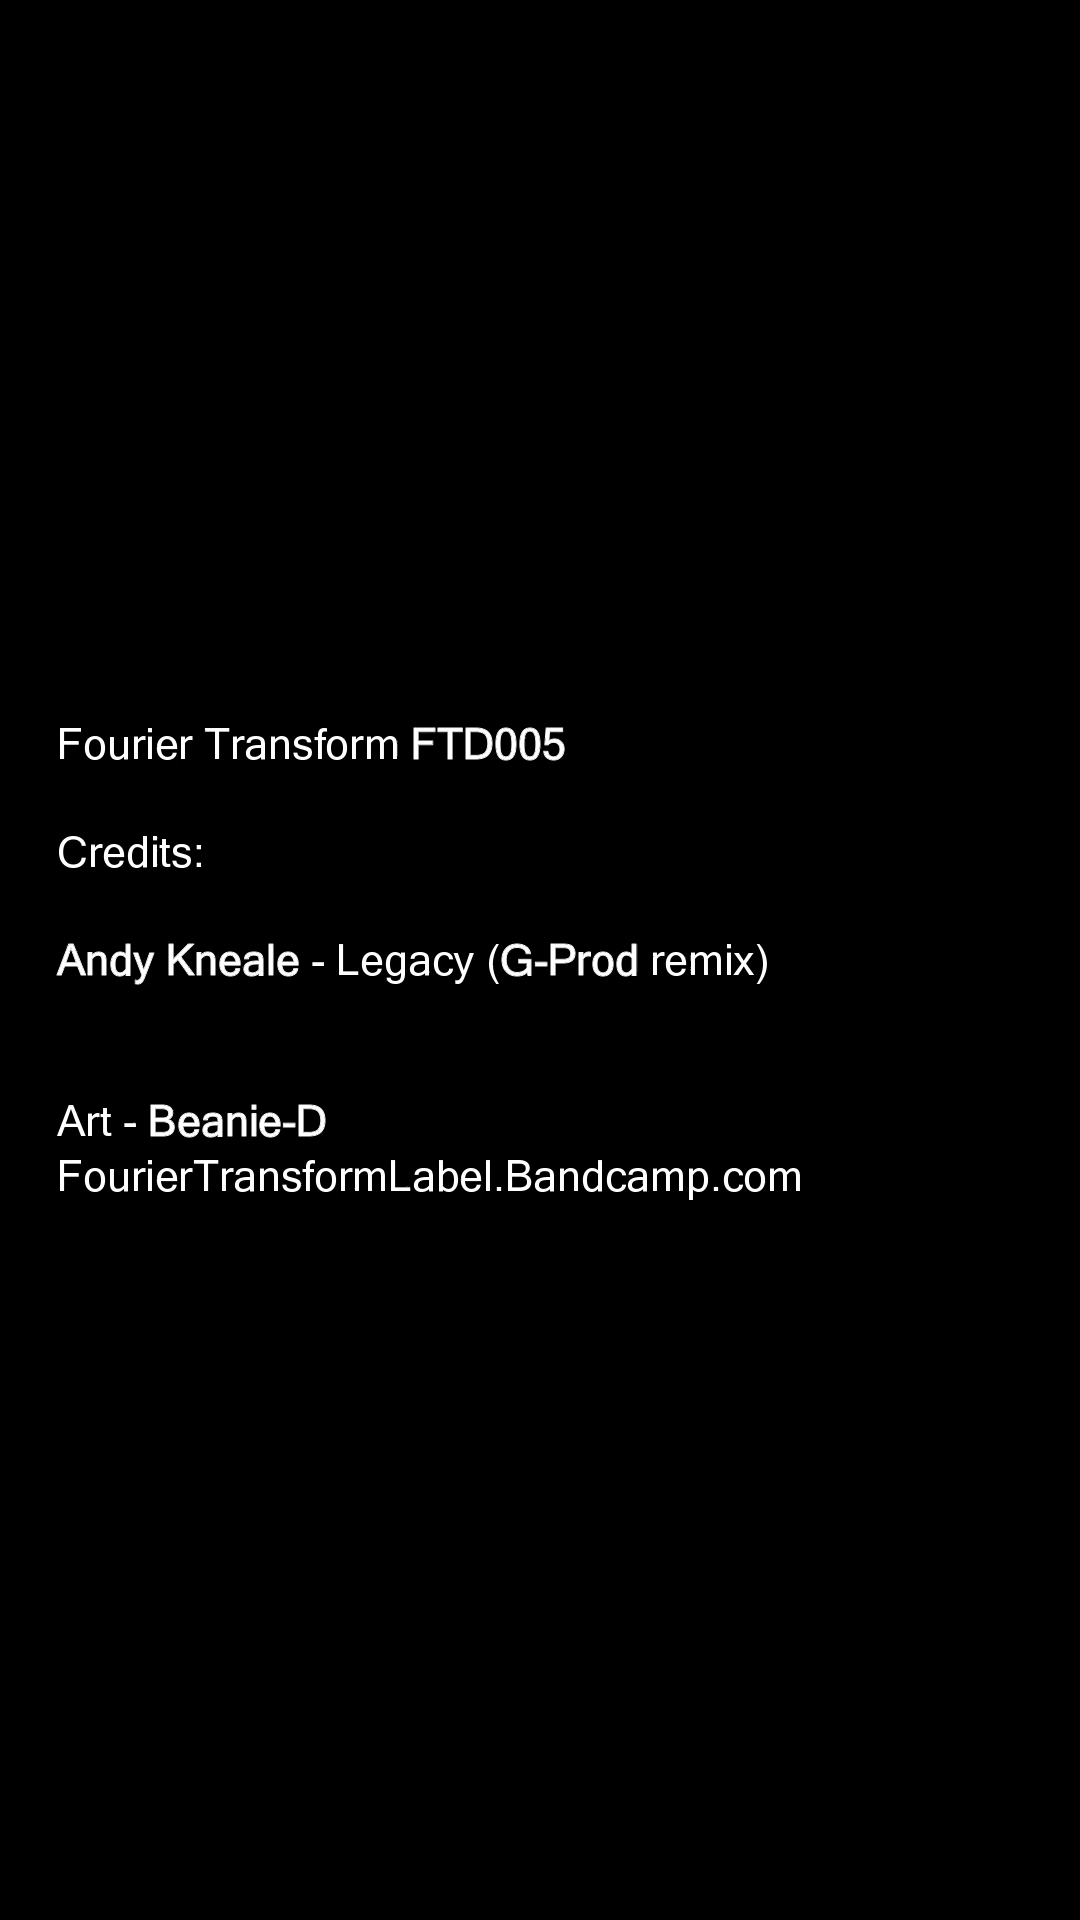 Fourier Transform FTD005
Credits:
Andy Kneale - Legacy (G-Prod remix)
Art - Beanie-D
FourierTransformLabel.Bandcamp.com